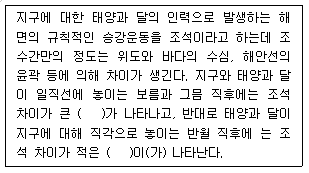 지구에 대한 태양과 달의 인력으로 발생하는 해
면의 규칙적인 승강운동을 조석이라고 하는데 조
수간만의 정도는 위도와 바다의 수심, 해안선의
윤곽 등에 의해 차이가 생긴다. 지구와 태양과 달
이 일직선에 놓이는 보름과 그믐 직후에는 조석
차이가 큰 (   )가 나타나고, 반대로 태양과 달이
지구에 대해 직각으로 놓이는 반월 직후에 는 조
석 차이가 적은 (   )이(가) 나타난다.